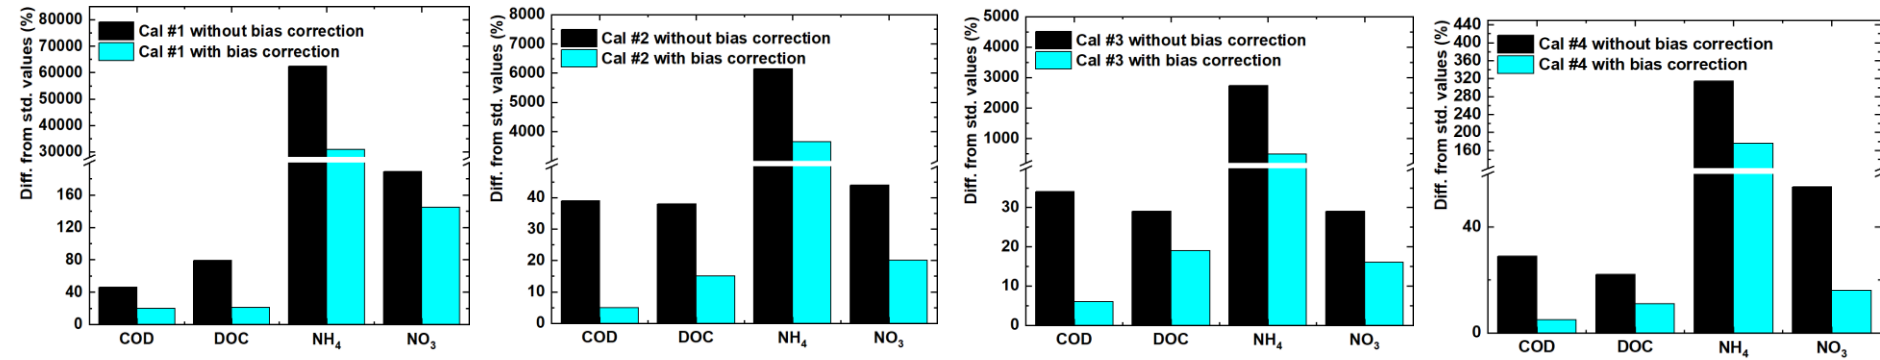 Diff. from std. values (%)
80000
70000
60000
50000
40000
30000
160
120
80
40
0
Cal #1 without bias correction
Cal #1 with bias correction
COD DOC NH4 NO3
Diff. from std. values (%)
8000
7000
6000
5000
4000
40
30
20
10
0
Cal #2 without bias correction
Cal #2 with bias correction
COD DOC NH4 NO3
Diff. from std. values (%)
5000
4000
3000
2000
1000
30
20
10
0
Cal #3 without bias correction
Cal #3 with bias correction
COD DOC NH4 NO3
Diff. from std. values (%)
440
400
360
320
280
240
200
160
40
0
Cal #4 without bias correction
Cal #4 with bias correction
COD DOC NH4 NO3